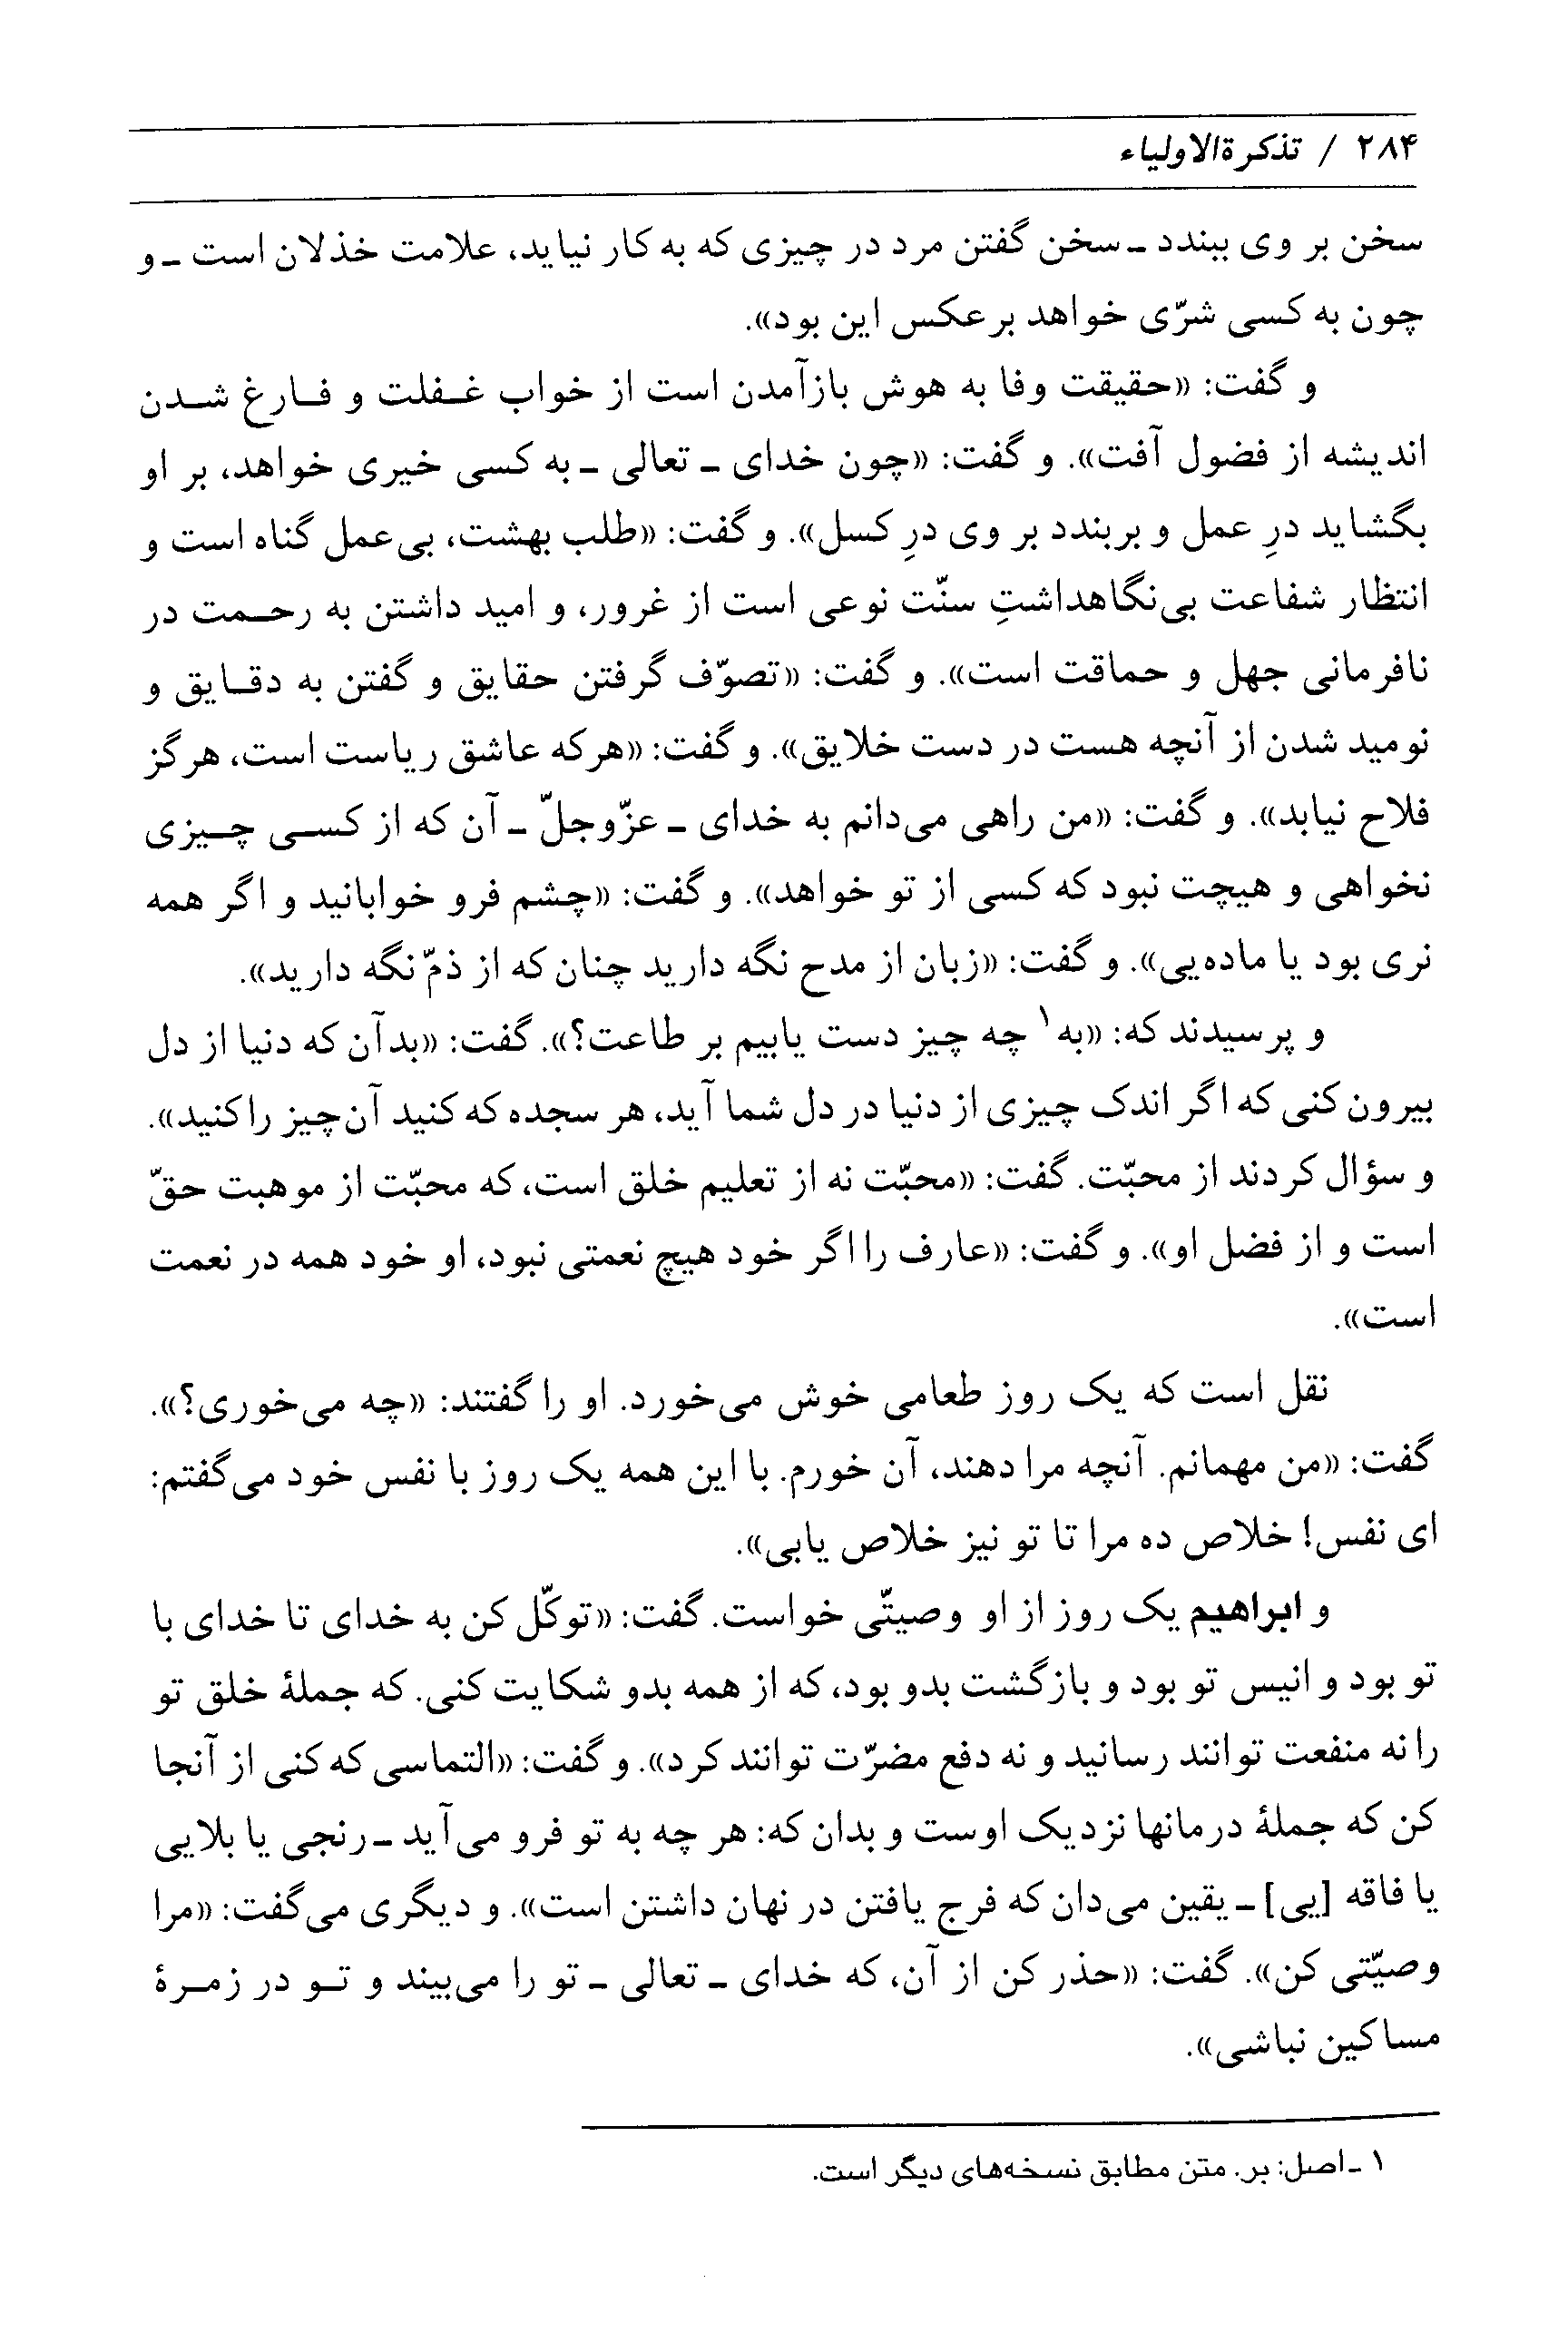 ۲۸۴ / تذکرةالاولیاء
سخن بر وی ببندد ـ سخن گفتن مرد در چیزی که به کار نیاید، علامت خذلان است ـ و
چون به کسی شرّی خواهد برعکس این بود».
و گفت: «حقیقت وفا به هوش بازآمدن است از خواب غفلت و فارغ شدن
اندیشه از فضول آفت». و گفت: «چون خدای ـ تعالی ـ به کسی خیری خواهد، بر او
بگشاید درِ عمل و بربندد بر وی درِ کسل». و گفت: «طلب بهشت، بی‌عمل گناه است و
انتظار شفاعت بی‌نگاهداشتِ سنّت نوعی است از غرور، و امید داشتن به رحمت در
نافرمانی جهل و حماقت است». و گفت: «تصوّف گرفتن حقایق و گفتن به دقایق و
نومید شدن از آنچه هست در دست خلایق». و گفت: «هرکه عاشق ریاست است، هرگز
فلاح نیابد». و گفت: «من راهی می‌دانم به خدای ـ عزّوجلّ ـ آن که از کسی چیزی
نخواهی و هیچت نبود که کسی از تو خواهد». و گفت: «چشم فرو خوابانید و اگر همه
نری بود یا ماده‌یی». و گفت: «زبان از مدح نگه دارید چنان که از ذمّ نگه دارید».
و پرسیدند که: «به۱ چه چیز دست یابیم بر طاعت؟». گفت: «بدآن که دنیا از دل
بیرون کنی که اگر اندک چیزی از دنیا در دل شما آید، هر سجده که کنید آن‌چیز را کنید».
و سؤال کردند از محبّت. گفت: «محبّت نه از تعلیم خلق است، که محبّت از موهبت حقّ
است و از فضل او». و گفت: «عارف را اگر خود هیچ نعمتی نبود، او خود همه در نعمت
است».
نقل است که یک روز طعامی خوش می‌خورد. او را گفتند: «چه می‌خوری؟».
گفت: «من مهمانم. آنچه مرا دهند، آن خورم. با این همه یک روز با نفس خود می‌گفتم:
ای نفس! خلاص ده مرا تا تو نیز خلاص یابی».
و ابراهیم یک روز از او وصیتّی خواست. گفت: «توکّل کن به خدای تا خدای با
تو بود و انیس تو بود و بازگشت بدو بود، که از همه بدو شکایت کنی. که جملهٔ خلق تو
را نه منفعت توانند رسانید و نه دفع مضرّت توانند کرد». و گفت: «التماسی که کنی از آنجا
کن که جملهٔ درمانها نزدیک اوست و بدان که: هر چه به تو فرو می‌آید ـ رنجی یا بلایی
یا فاقه [یی] ـ یقین می‌دان که فرج یافتن در نهان داشتن است». و دیگری می‌گفت: «مرا
وصیّتی کن». گفت: «حذر کن از آن، که خدای ـ تعالی ـ تو را می‌بیند و تو در زمرهٔ
مساکین نباشی».
۱ ـ اصل: بر. متن مطابق نسخه‌های دیگر است.